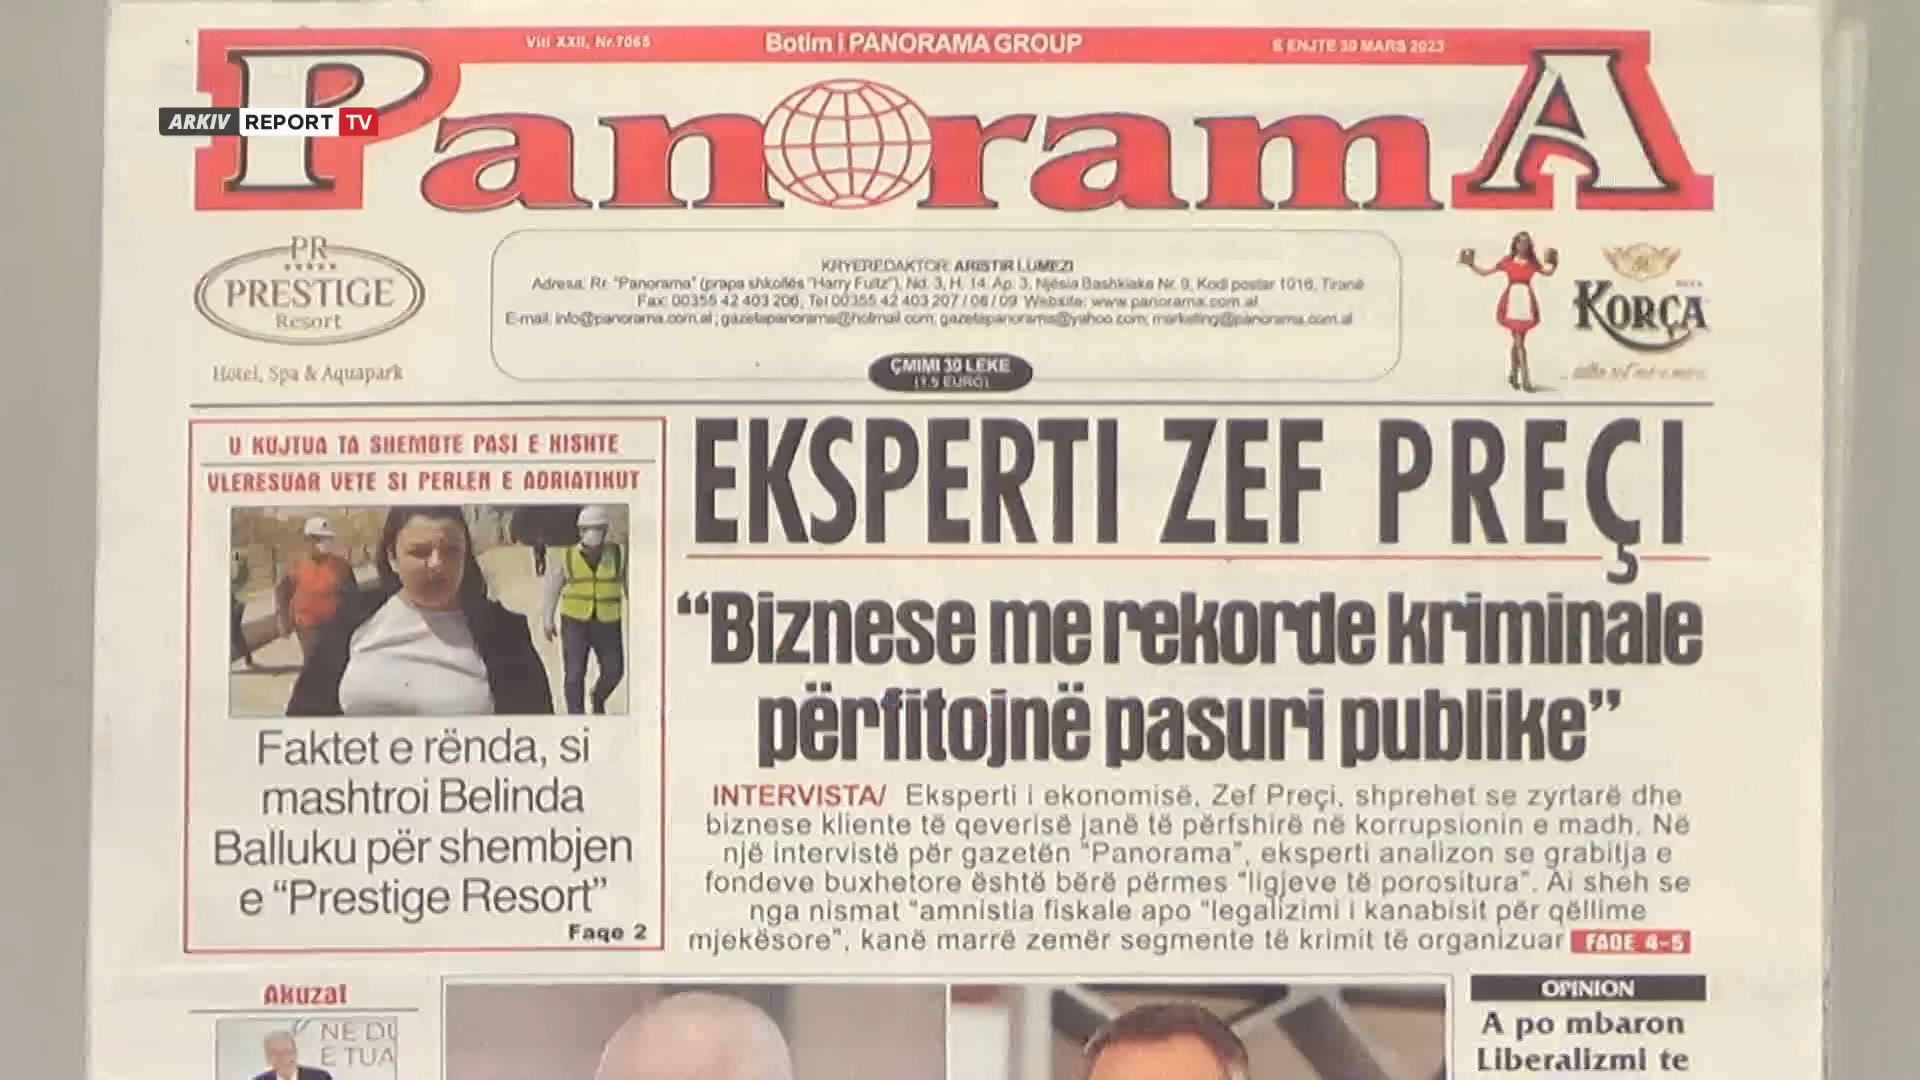 Viti XXII, Nr.7065
Botim i PANORAMA GROUP
E ENJTE 30 MARS 2023
PanoramA
ARKIV REPORT TV
PR
PRESTIGE
Resort
Hotel, Spa & Aquapark
KRYEREDAKTOR: ARISTIR LUMEZI
Adresa: Rr. "Panorama" (prapa shkollës "Harry Fultz"), Nd. 3, H. 14 Ap. 3, Njësia Bashkiake Nr. 9, Kodi postar 1016, Tiranë
Fax: 00355 42 403 206, Tel 00355 42 403 207 / 08 / 09 Website: www.panorama.com.al
E-mail: info@panorama.com.al; gazetapanorama@hotmail.com; gazetapanorama@yahoo.com; marketing@panorama.com.al
ÇMIMI 30 LEKE
(1.5 EURO)
KORÇA
U KUJTUA TA SHEMBTE PASI E KISHTE
VLERESUAR VETE SI PERLEN E ADRIATIKUT
Faktet e rënda, si
mashtroi Belinda
Balluku për shembjen
e “Prestige Resort”
Faqe 2
EKSPERTI ZEF PREÇI
“Biznese me rekorde kriminale
përfitojnë pasuri publike”
INTERVISTA/ Eksperti i ekonomisë, Zef Preçi, shprehet se zyrtarë dhe
biznese kliente të qeverisë janë të përfshirë në korrupsionin e madh. Në
një intervistë për gazetën "Panorama", eksperti analizon se grabitja e
fondeve buxhetore është bërë përmes "ligjeve të porositura". Ai sheh se
nga nismat "amnistia fiskale apo "legalizimi i kanabisit për qëllime
mjekësore", kanë marrë zemër segmente të krimit të organizuar FAQE 4-5
Akuzat
NË DU
E TUA
OPINION
A po mbaron
Liberalizmi te